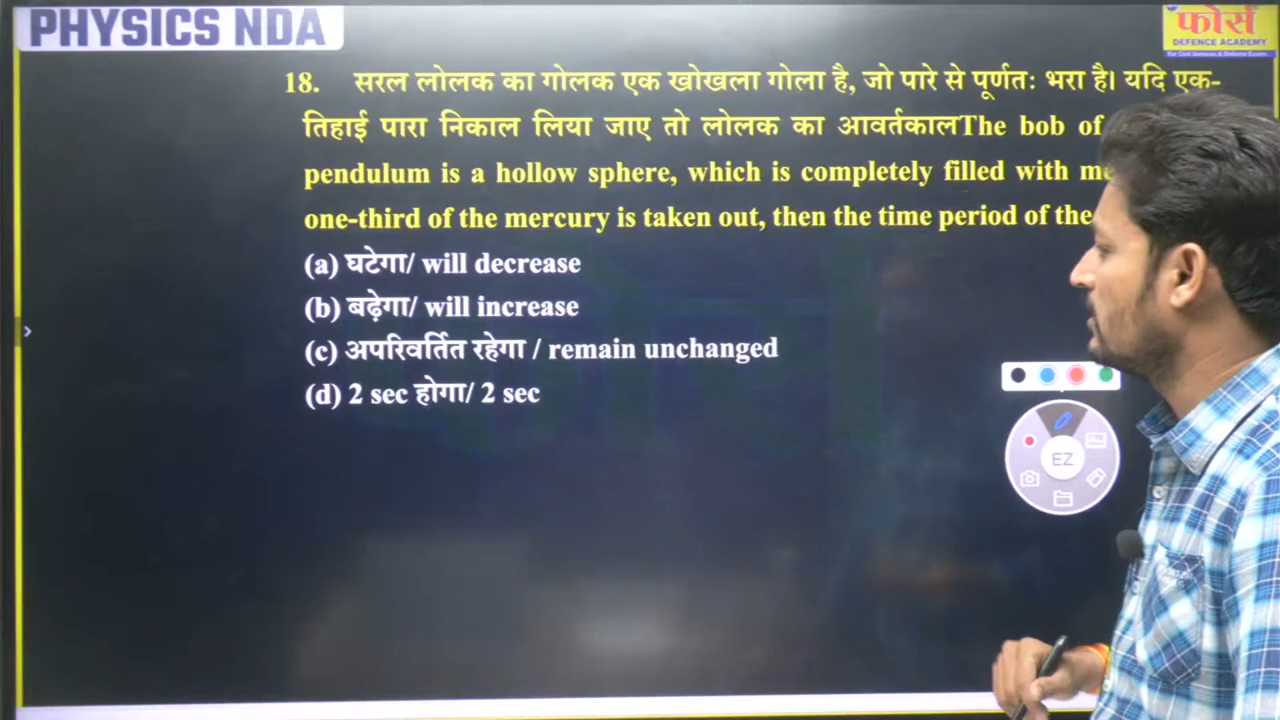 PHYSICS NDA
फोर्स
DEFENCE ACADEMY
18. सरल लोलक का गोलक एक खोखला गोला है, जो पारे से पूर्णतः भरा है। यदि एक-
तिहाई पारा निकाल लिया जाए तो लोलक का आवर्तकालThe bob of
pendulum is a hollow sphere, which is completely filled with
one-third of the mercury is taken out, then the time period of the
(a) घटेगा/ will decrease
(b) बढ़ेगा/ will increase
(c) अपरिवर्तित रहेगा / remain unchanged
(d) 2 sec होगा/ 2 sec
EZ